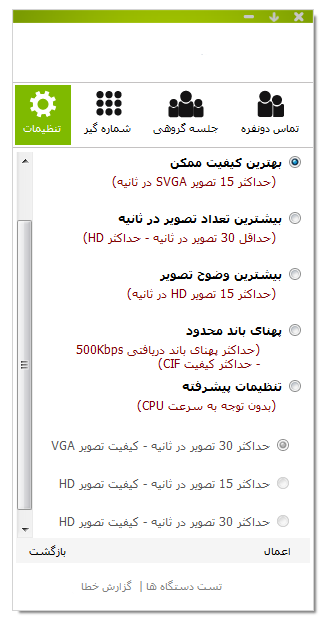 تماس دونفره
جلسه گروهی
شماره گیر
تنظیمات
بهترین کیفیت ممکن
(حداکثر 15 تصویر SVGA در ثانیه)
بیشترین تعداد تصویر در ثانیه
(حداقل 30 تصویر در ثانیه - حداکثر HD)
بیشترین وضوح تصویر
(حداکثر 15 تصویر HD در ثانیه)
پهنای باند محدود
(حداکثر پهنای باند دریافتی 500Kbps
- حداکثر کیفیت CIF)
تنظیمات پیشرفته
(بدون توجه به سرعت CPU)
حداکثر 30 تصویر در ثانیه - کیفیت تصویر VGA
حداکثر 15 تصویر در ثانیه - کیفیت تصویر HD
حداکثر 30 تصویر در ثانیه - کیفیت تصویر HD
اعمال
بازگشت
تست دستگاه ها | گزارش خطا